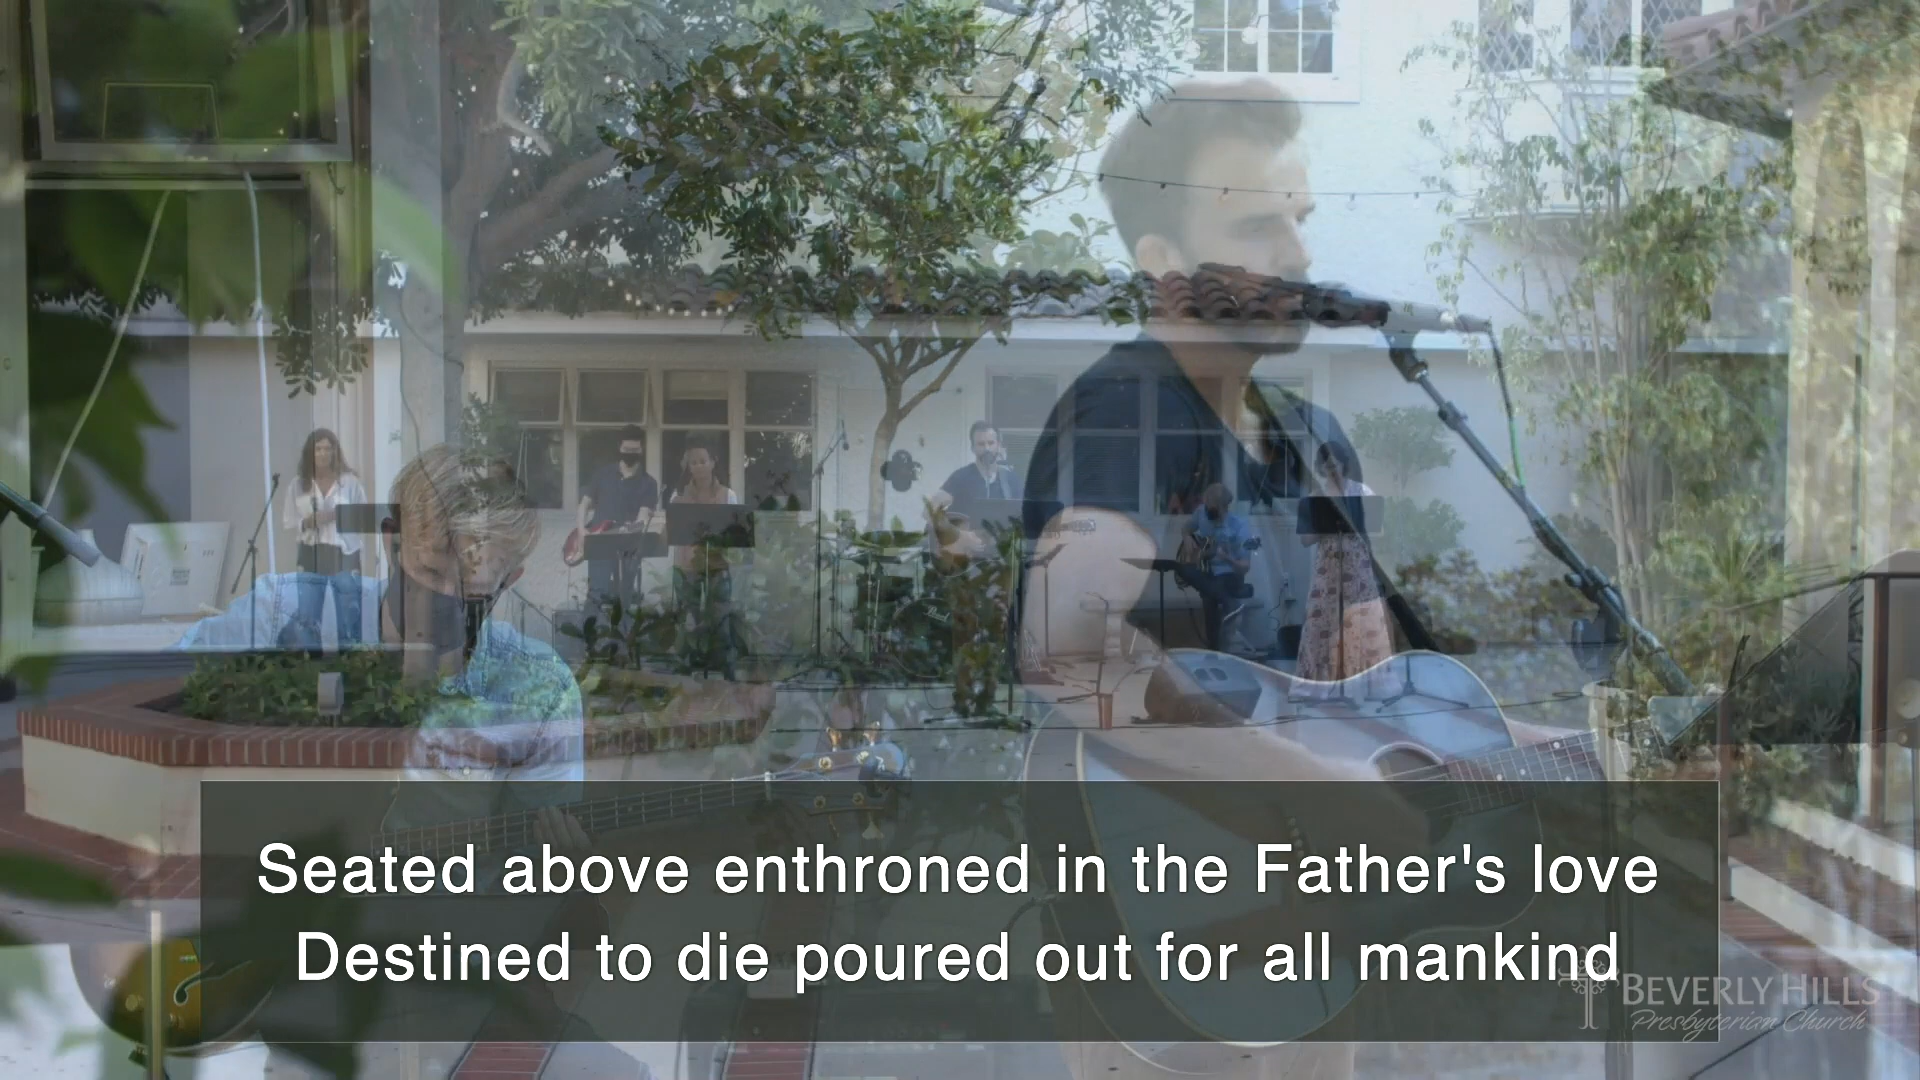 Seated above enthroned in the Father's love
Destined to die poured out for all mankind
BEVERLY HILLS
Presbyterian Church